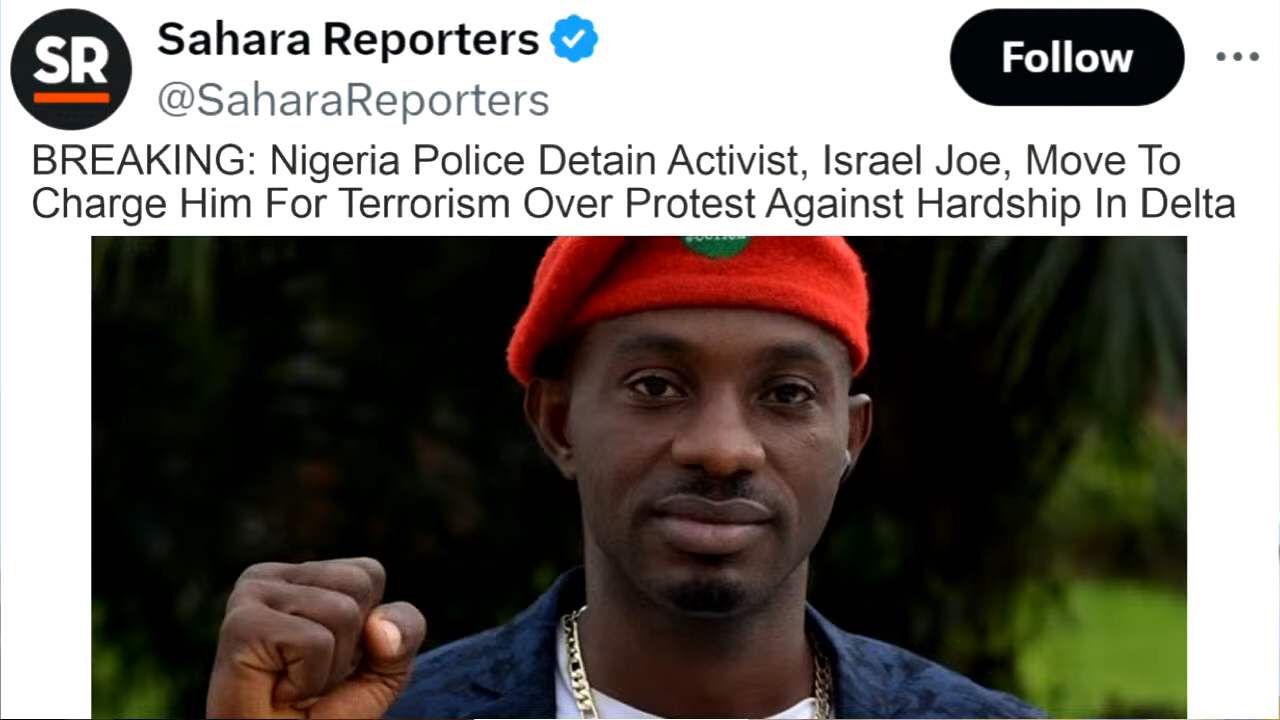 SR
Sahara Reporters
@SaharaReporters
Follow
BREAKING: Nigeria Police Detain Activist, Israel Joe, Move To
Charge Him For Terrorism Over Protest Against Hardship In Delta